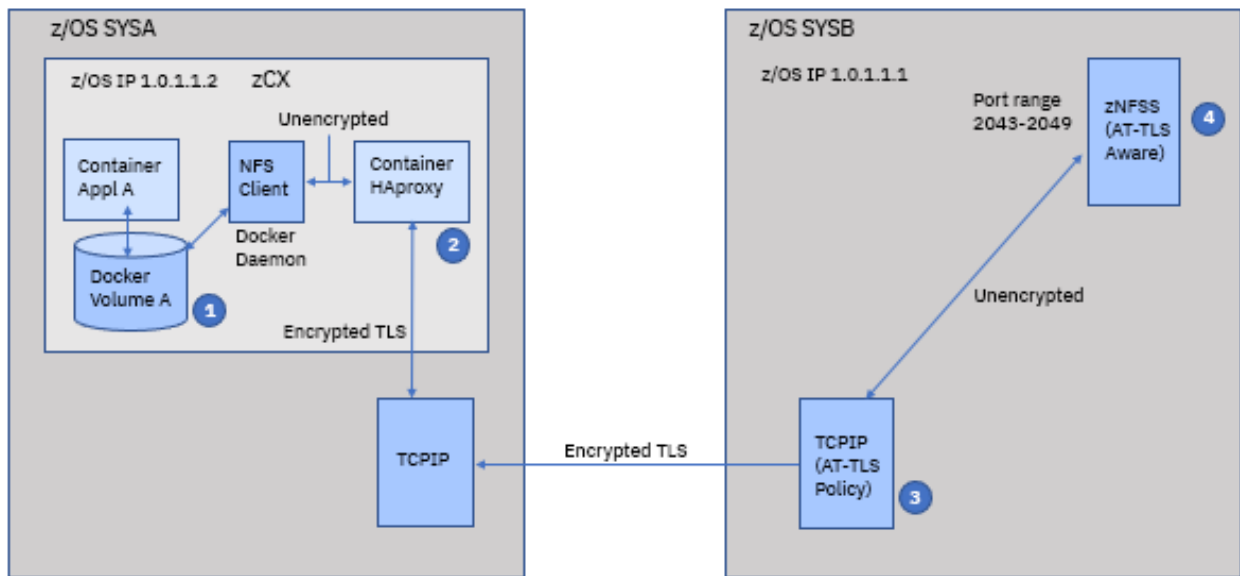 z/OS SYSA
z/OS IP 1.0.1.1.2
zCX
Unencrypted
Container
Appl A
NFS
Client
Container
HAproxy
Docker
Daemon
2
Docker
Volume A
1
Encrypted TLS
TCPIP
Encrypted TLS
z/OS SYSB
z/OS IP 1.0.1.1.1
Port range
2043-2049
zNFSS
(AT-TLS
Aware)
4
Unencrypted
TCPIP
(AT-TLS
Policy)
3